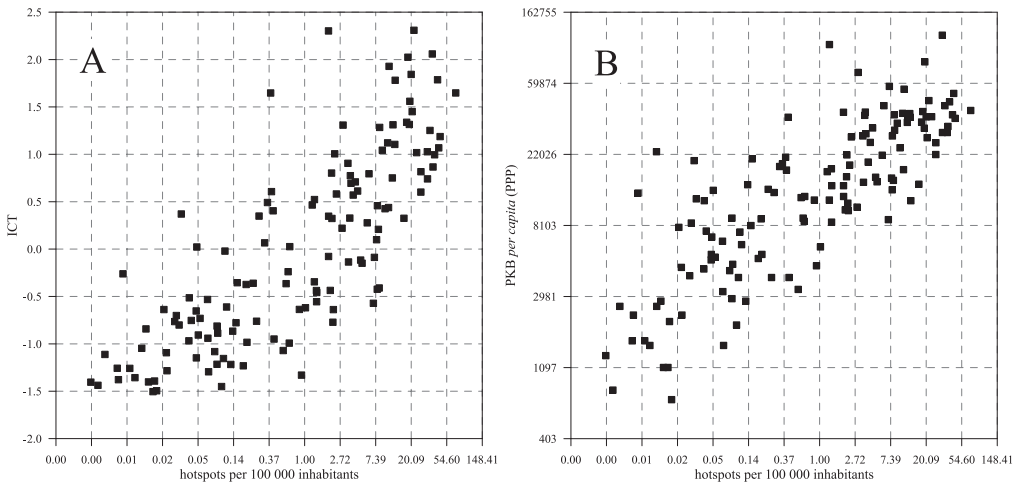 2.5
2.0
1.5
1.0
0.5
0.0
-0.5
-1.0
-1.5
-2.0
ICT
A
0.00 0.00 0.01 0.02 0.05 0.14 0.37 1.00 2.72 7.39 20.09 54.60 148.41
hotspots per 100 000 inhabitants
162755
59874
22026
8103
2981
1097
403
PKB per capita (PPP)
B
0.00 0.00 0.01 0.02 0.05 0.14 0.37 1.00 2.72 7.39 20.09 54.60 148.41
hotspots per 100 000 inhabitants